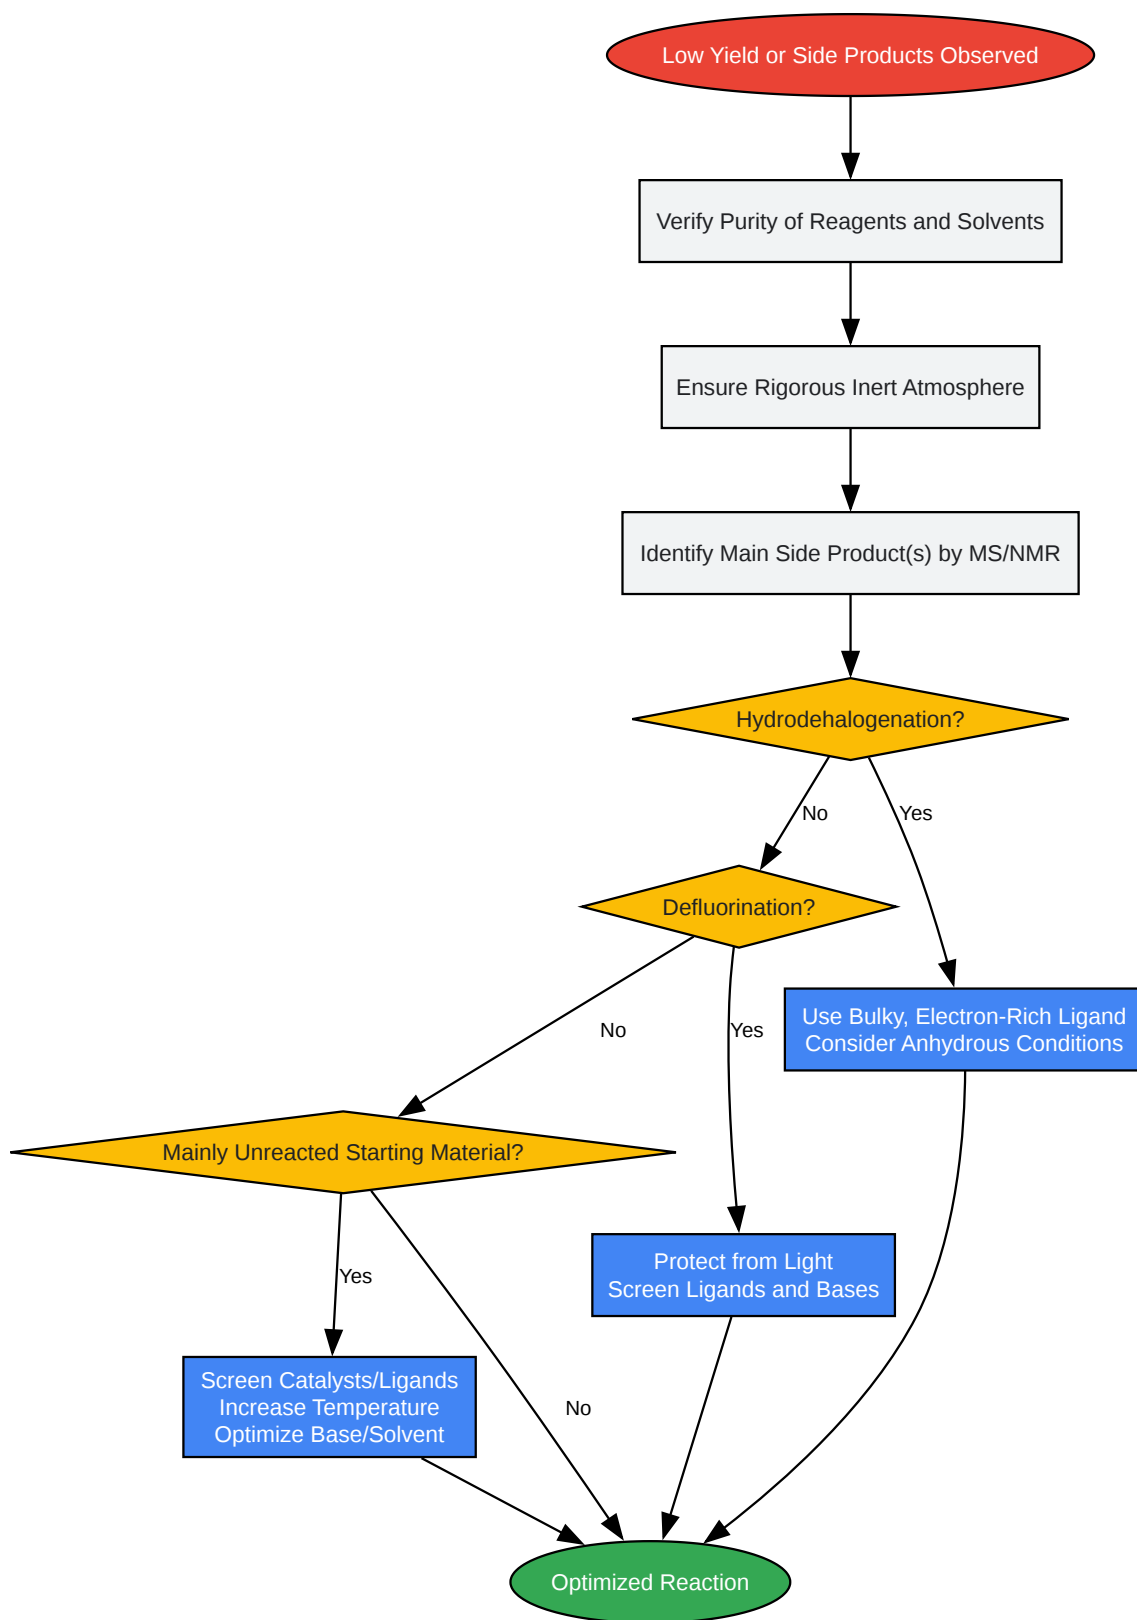 Low Yield or Side Products Observed
Verify Purity of Reagents and Solvents
Ensure Rigorous Inert Atmosphere
Identify Main Side Product(s) by MS/NMR
Hydrodehalogenation?
No
Yes
Defluorination?
No
Yes
Use Bulky, Electron-Rich Ligand
Consider Anhydrous Conditions
Mainly Unreacted Starting Material?
Yes
No
Protect from Light
Screen Ligands and Bases
Screen Catalysts/Ligands
Increase Temperature
Optimize Base/Solvent
Optimized Reaction